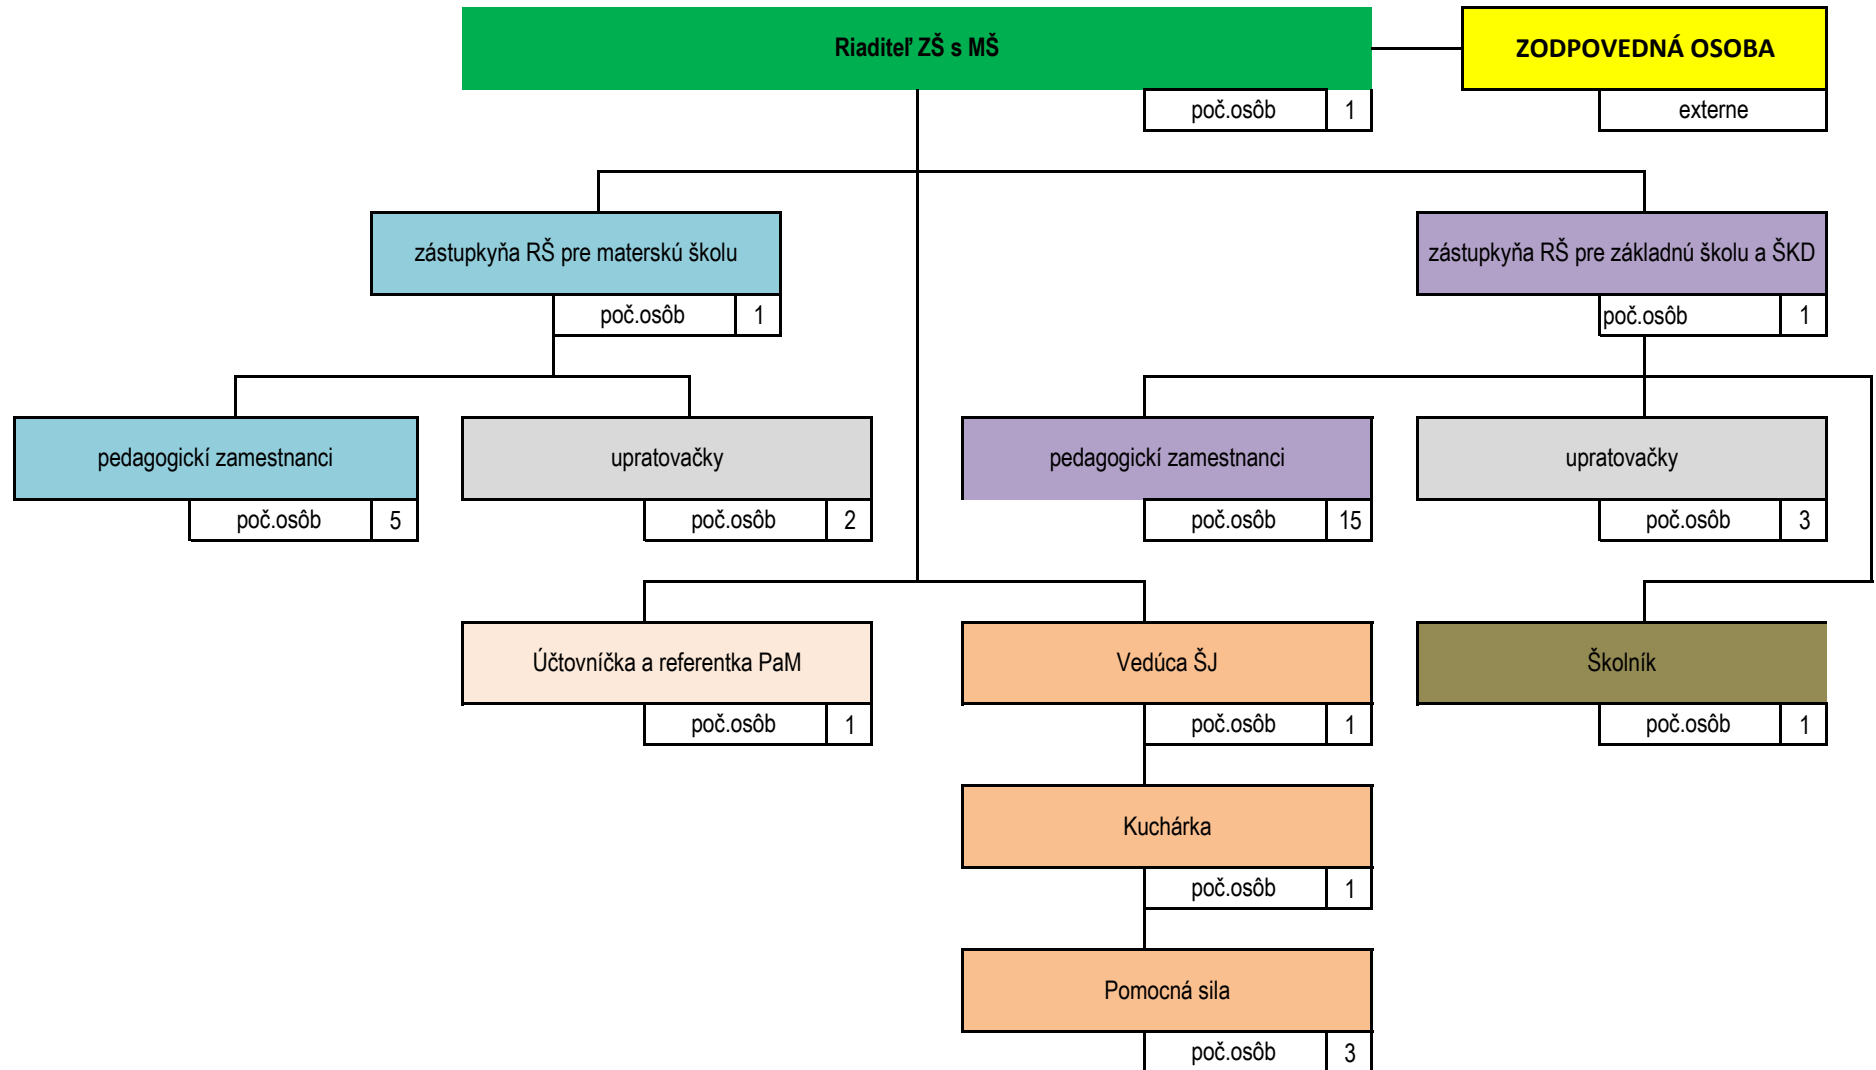 Riaditeľ ZŠ s MŠ
ZODPOVEDNÁ OSOBA
poč.osôb 1
externe
zástupkyňa RŠ pre materskú školu
zástupkyňa RŠ pre základnú školu a ŠKD
poč.osôb 1
poč.osôb 1
pedagogickí zamestnanci
upratovačky
pedagogickí zamestnanci
upratovačky
poč.osôb 5
poč.osôb 2
poč.osôb 15
poč.osôb 3
Účtovníčka a referentka PaM
Vedúca ŠJ
Školník
poč.osôb 1
poč.osôb 1
poč.osôb 1
Kuchárka
poč.osôb 1
Pomocná sila
poč.osôb 3